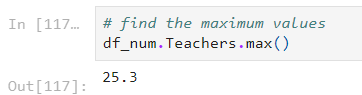 In [117... # find the maximum values
df_num.Teachers.max()
Out[117]: 25.3